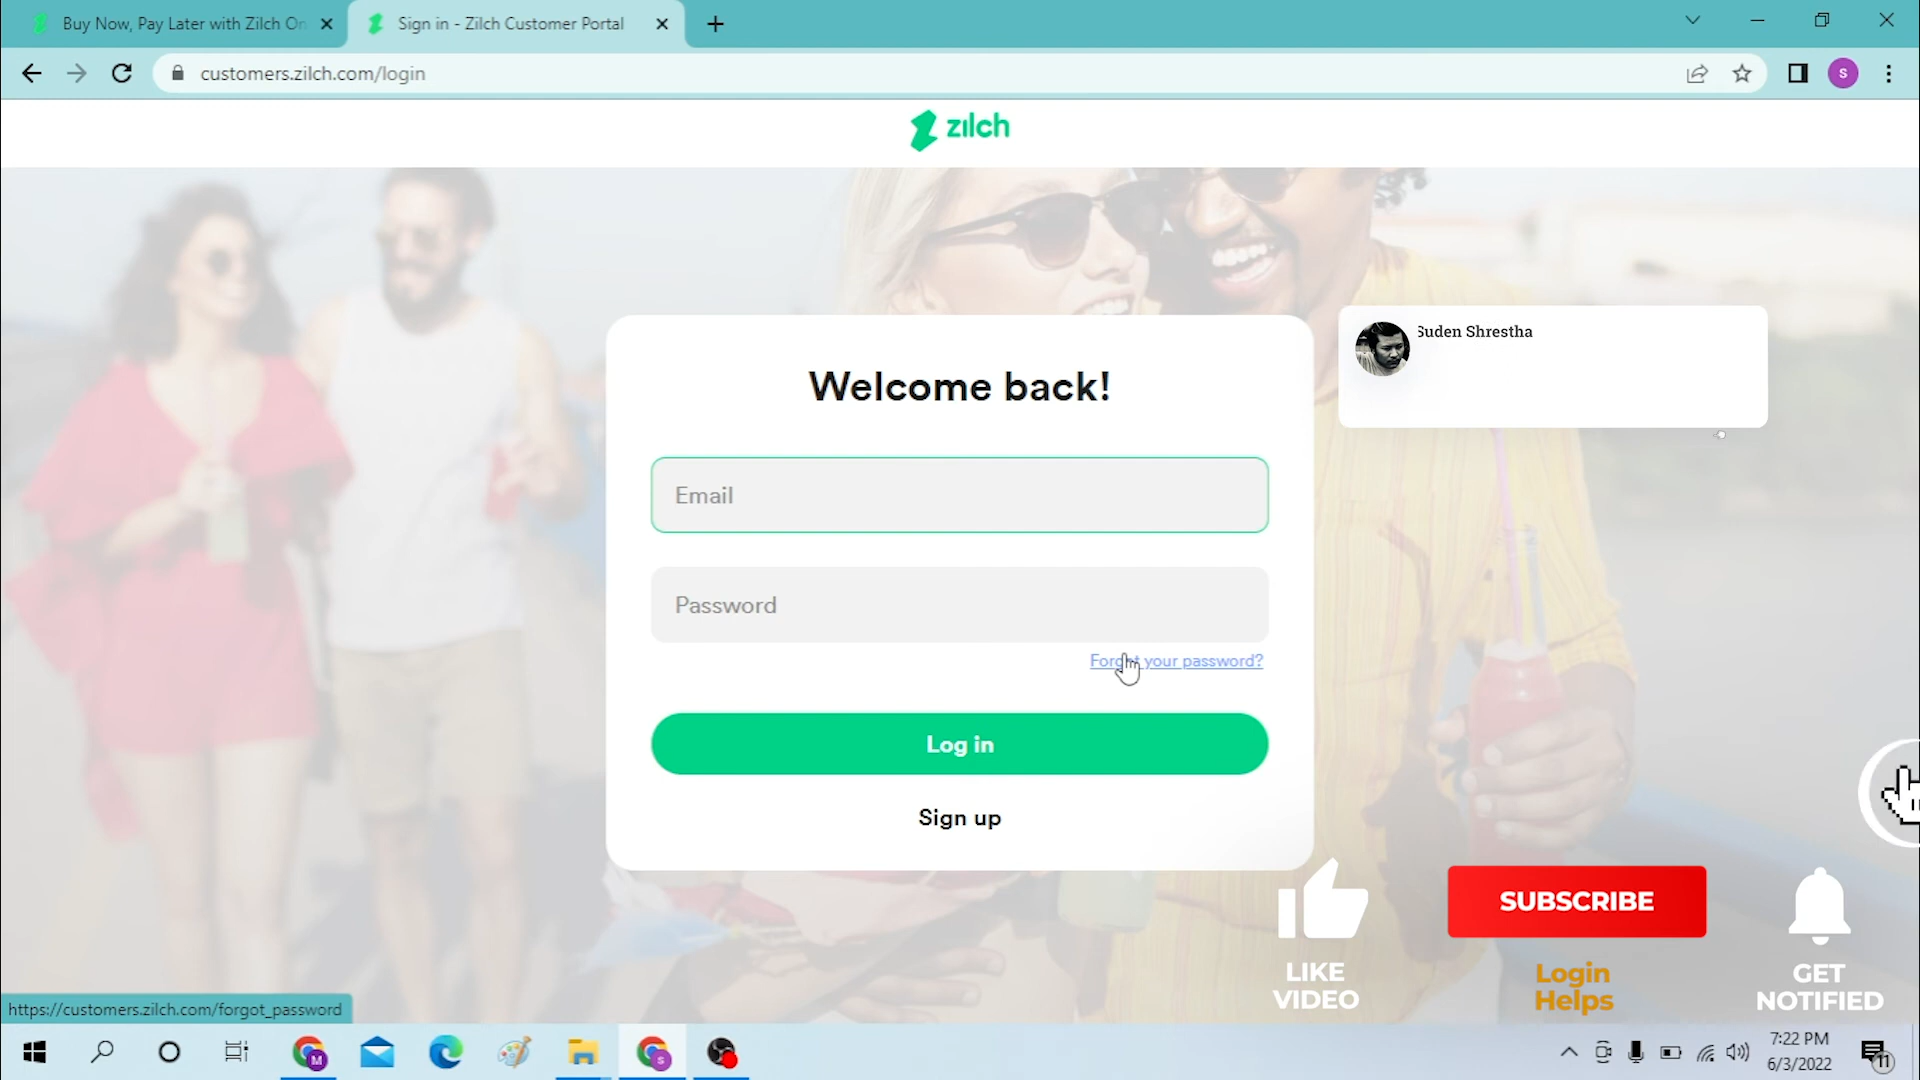 Buy Now, Pay Later with Zilch On
Sign in - Zilch Customer Portal
customers.zilch.com/login
S
zilch
Suden Shrestha
Welcome back!
Email
Password
Forgot your password?
Log in
Sign up
SUBSCRIBE
LIKE
VIDEO
Login
Helps
GET
NOTIFIED
https://customers.zilch.com/forgot_password
M
S
7:22 PM
6/3/2022
11